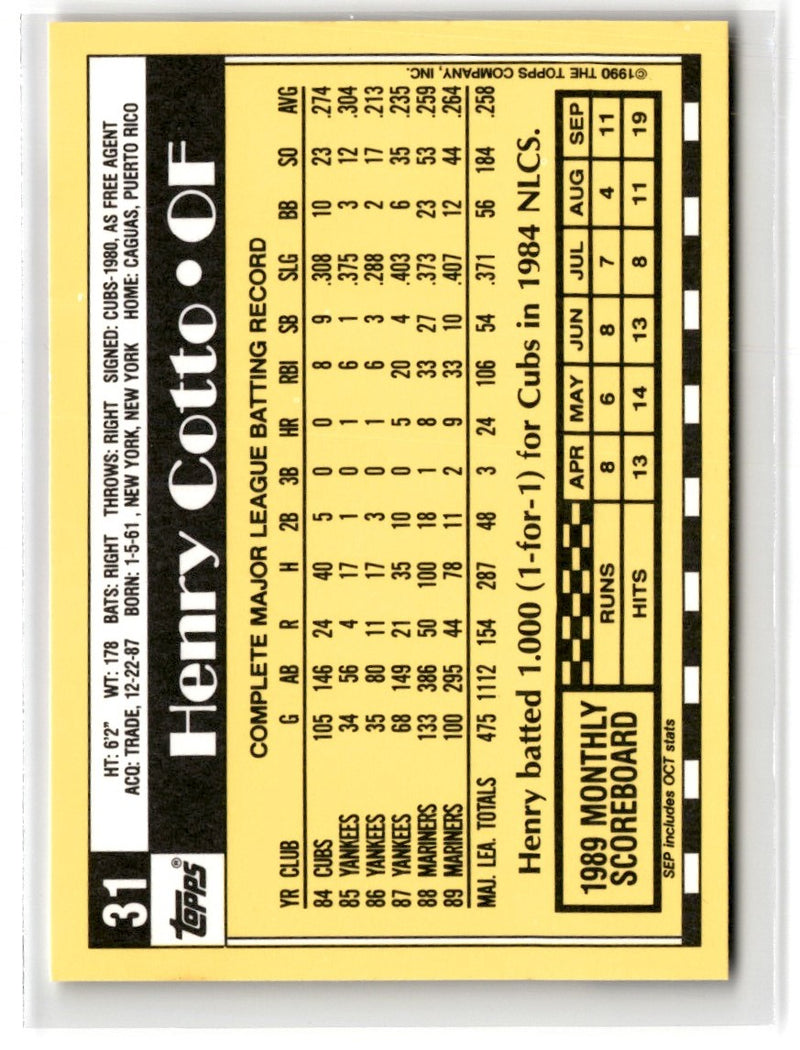 31
HT: 6'2" WT: 178 BATS: RIGHT THROWS: RIGHT SIGNED: CUBS-1980, AS FREE AGENT
ACQ: TRADE, 12-22-87 BORN: 1-5-61 , NEW YORK, NEW YORK HOME: CAGUAS, PUERTO RICO
TOPPS®
Henry Cotto • OF
COMPLETE MAJOR LEAGUE BATTING RECORD
YR CLUB G AB R H 2B 3B HR RBI SB SLG BB SO AVG
84 CUBS 105 146 24 40 5 0 0 8 9 .308 10 23 .274
85 YANKEES 34 56 4 17 1 0 1 6 1 .375 3 12 .304
86 YANKEES 35 80 11 17 3 0 1 6 3 .288 2 17 .213
87 YANKEES 68 149 21 35 10 0 5 20 4 .403 6 35 .235
88 MARINERS 133 386 50 100 18 1 8 33 27 .373 23 53 .259
89 MARINERS 100 295 44 78 11 2 9 33 10 .407 12 44 .264
MAJ. LEA. TOTALS 475 1112 154 287 48 3 24 106 54 .371 56 184 .258
Henry batted 1.000 (1-for-1) for Cubs in 1984 NLCS.
1989 MONTHLY
SCOREBOARD
APR MAY JUN JUL AUG SEP
RUNS 8 6 8 7 4 11
HITS 13 14 13 8 11 19
SEP includes OCT stats
©1990 THE TOPPS COMPANY, INC.